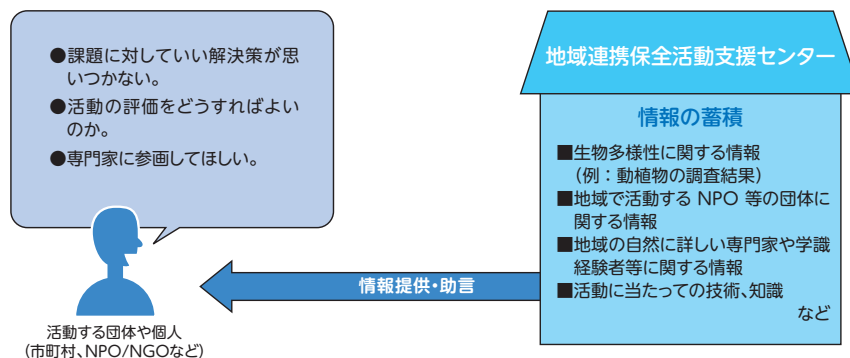 ●課題に対していい解決策が思
いつかない。
●活動の評価をどうすればよい
のか。
●専門家に参画してほしい。
活動する団体や個人
（市町村、NPO/NGOなど）
情報提供・助言
地域連携保全活動支援センター
情報の蓄積
■生物多様性に関する情報
（例：動植物の調査結果）
■地域で活動する NPO 等の団体に
関する情報
■地域の自然に詳しい専門家や学識
経験者等に関する情報
■活動に当たっての技術、知識
など